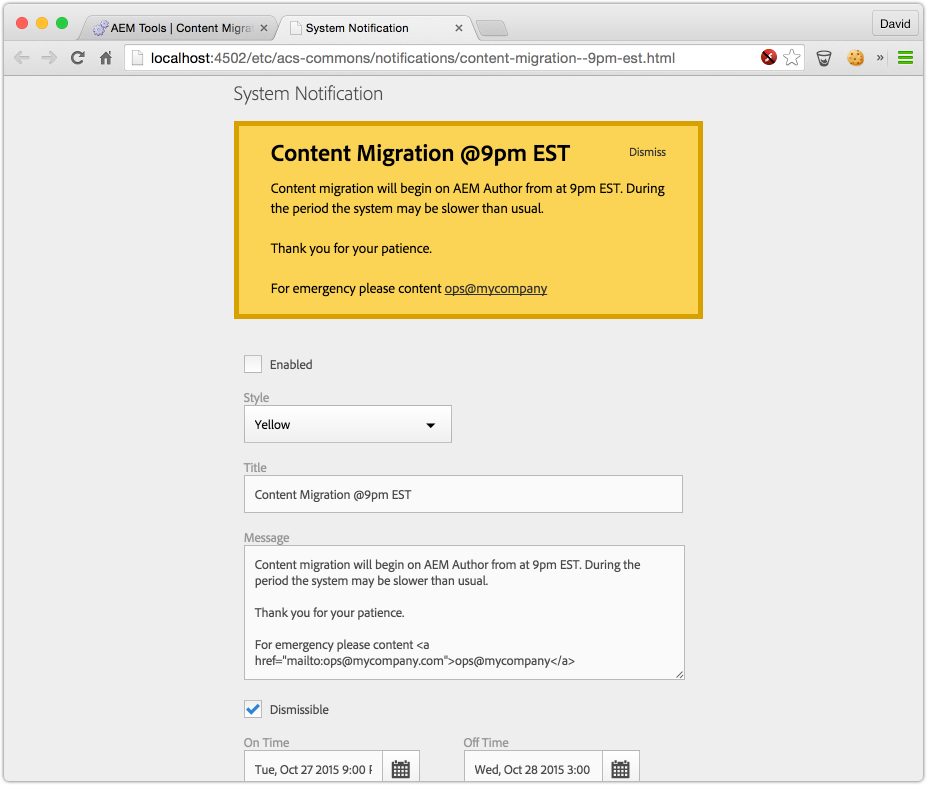 AEM Tools | Content Migra
System Notification
David
localhost:4502/etc/acs-commons/notifications/content-migration--9pm-est.html
»
System Notification
Content Migration @9pm EST
Dismiss
Content migration will begin on AEM Author from at 9pm EST. During
the period the system may be slower than usual.
Thank you for your patience.
For emergency please content ops@mycompany
Enabled
Style
Yellow
Title
Content Migration @9pm EST
Message
Content migration will begin on AEM Author from at 9pm EST. During the
period the system may be slower than usual.
Thank you for your patience.
For emergency please content <a
href="mailto:ops@mycompany.com">ops@mycompany</a>
Dismissible
On Time
Off Time
Tue, Oct 27 2015 9:00
Wed, Oct 28 2015 3:00